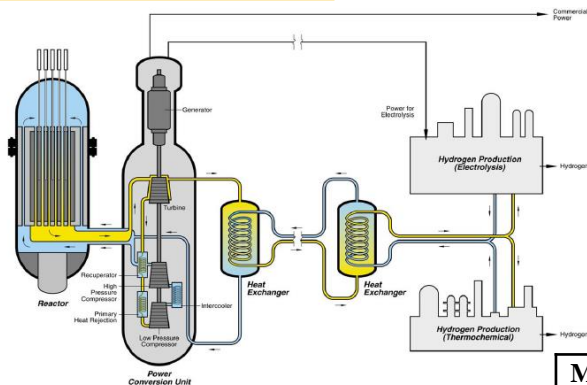 Commercial
Power
Generator
Power for
Electrolysis
Hydrogen Production
(Electrolysis)
Hydrogen
Turbine
Recuperator
High
Pressure
Compressor
Intercooler
Primary
Heat Rejection
Low Pressure
Compressor
Reactor
Heat
Exchanger
Heat
Exchanger
Hydrogen Production
(Thermochemical)
Hydrogen
Power
Conversion Unit
M